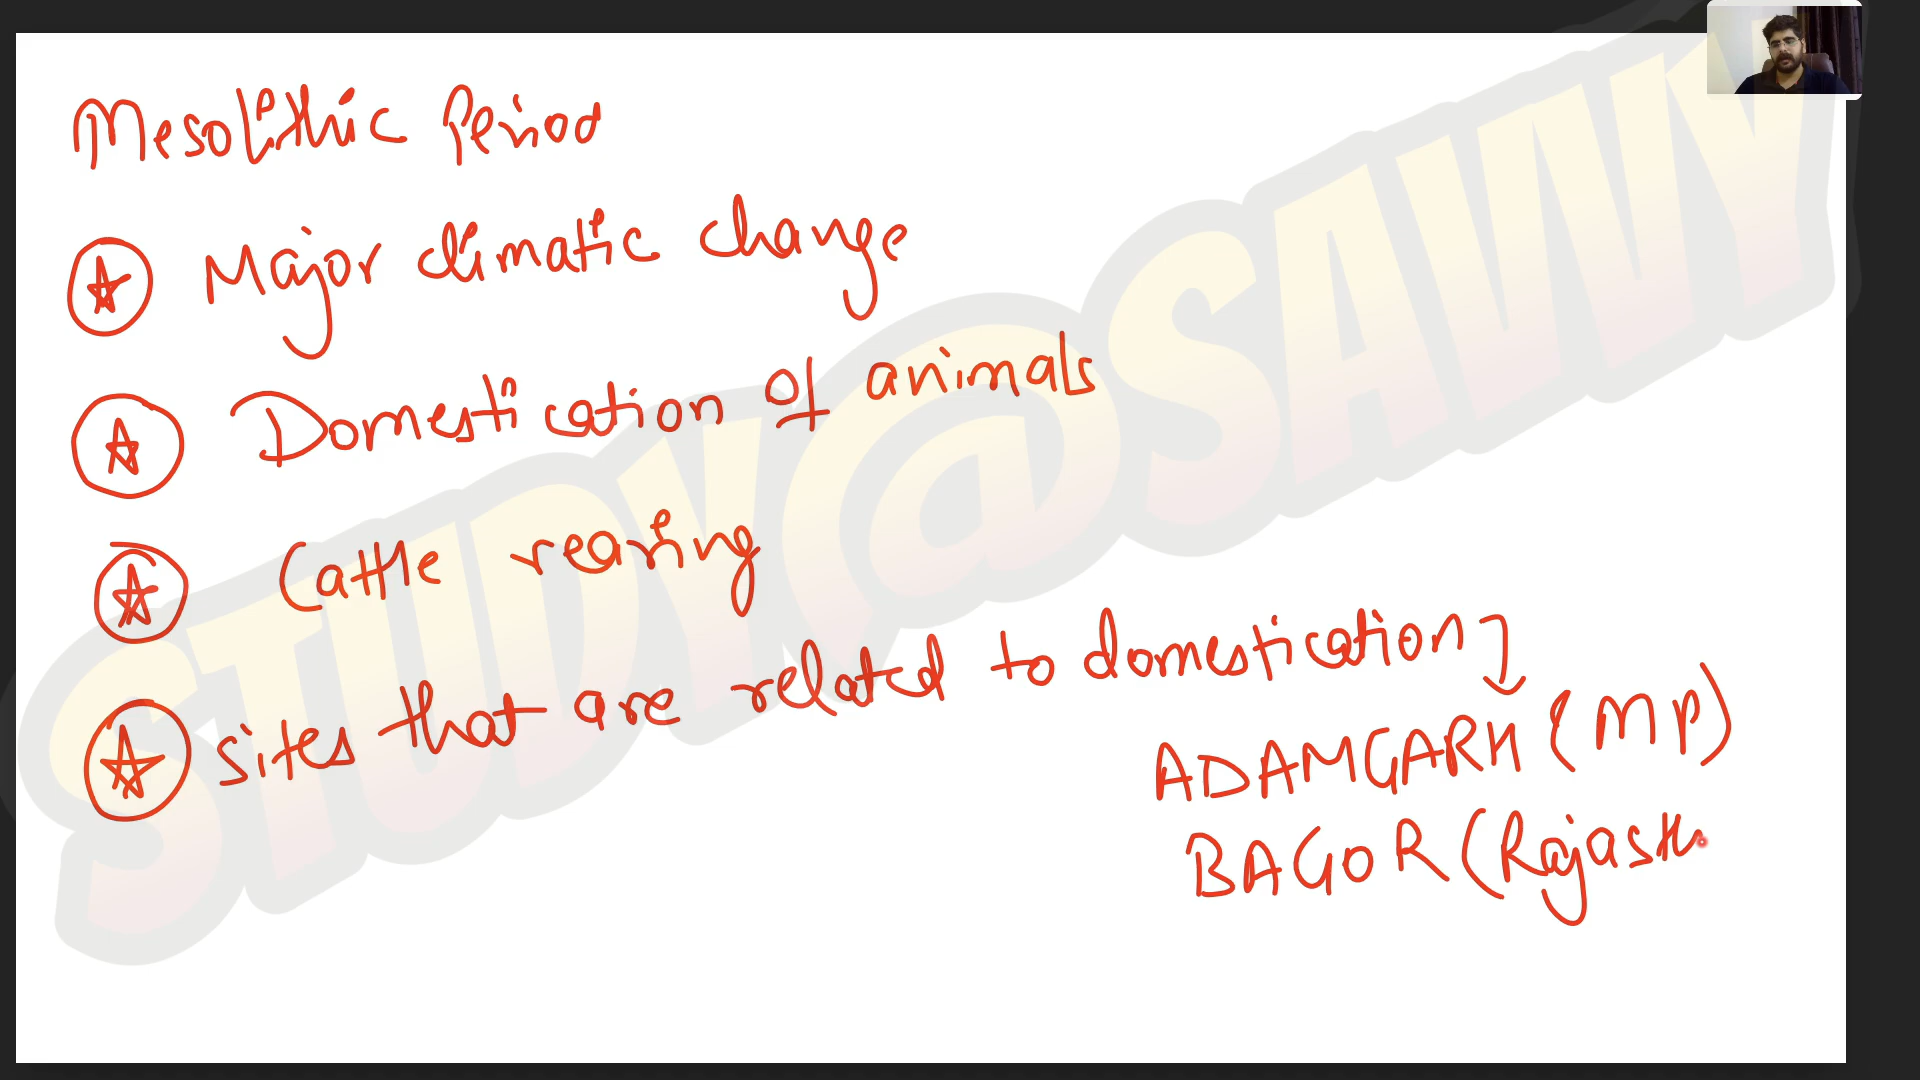 Mesolithic Period
Major climatic change
Domestication of animals
Cattle rearing
sites that are related to domestication
ADAMGARH (MP)
BAGOR (Rajasth
STUDY@SAVVY